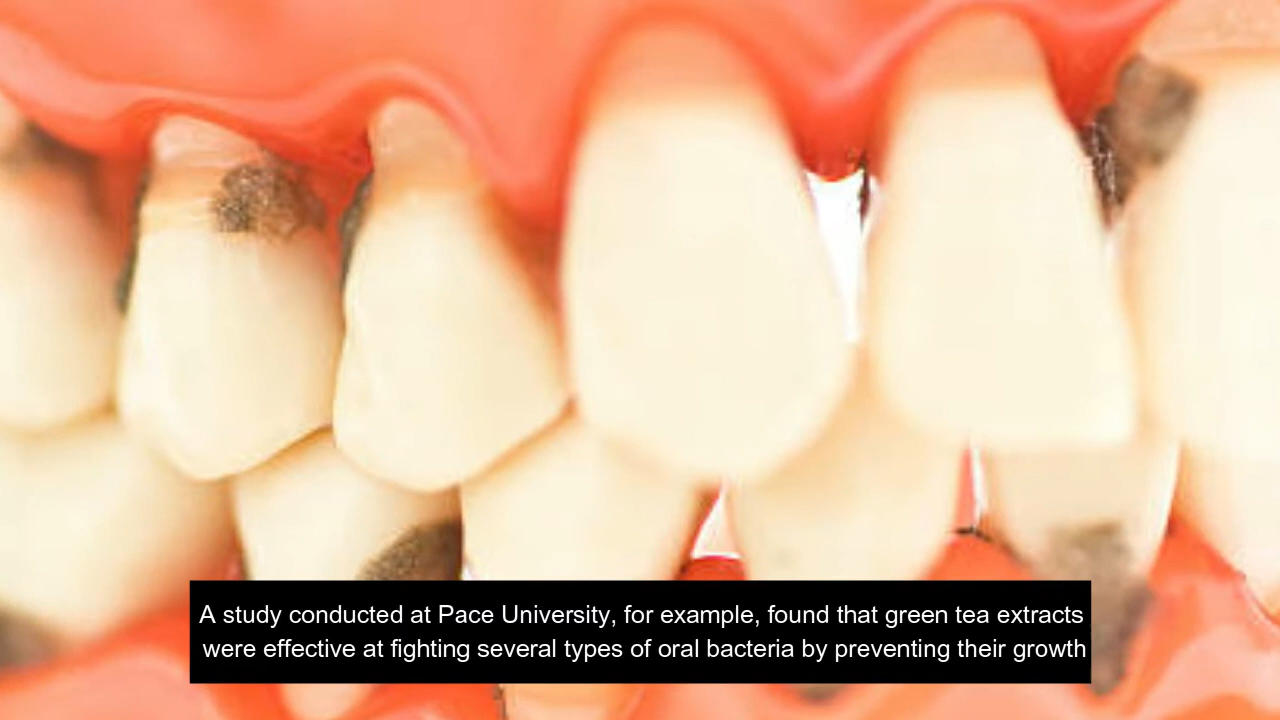 A study conducted at Pace University, for example, found that green tea extracts
were effective at fighting several types of oral bacteria by preventing their growth